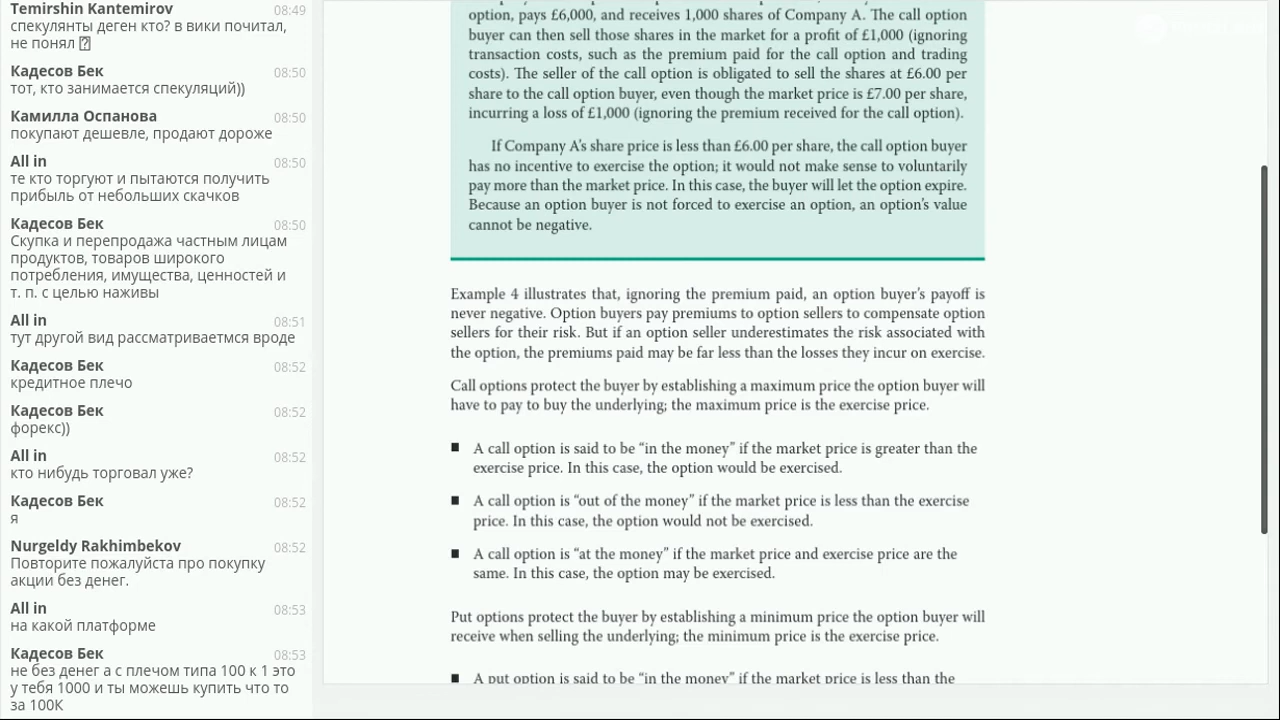 Temirshin Kantemirov 08:49
спекулянты деген кто? в вики почитал,
не понял
Кадесов Бек 08:50
тот, кто занимается спекуляций))
Камилла Оспанова 08:50
покупают дешевле, продают дороже
All in 08:50
те кто торгуют и пытаются получить
прибыль от небольших скачков
Кадесов Бек 08:50
Скупка и перепродажа частным лицам
продуктов, товаров широкого
потребления, имущества, ценностей и
т. п. с целью наживы
All in 08:51
тут другой вид рассматриваетмся вроде
Кадесов Бек 08:52
кредитное плечо
Кадесов Бек 08:52
форекс))
All in 08:52
кто нибудь торговал уже?
Кадесов Бек 08:52
я
Nurgeldy Rakhimbekov 08:52
Повторите пожалуйста про покупку
акции без денег.
All in 08:53
на какой платформе
Кадесов Бек 08:53
не без денег а с плечом типа 100 к 1 это
у тебя 1000 и ты можешь купить что то
за 100К
option, pays £6,000, and receives 1,000 shares of Company A. The call option
buyer can then sell those shares in the market for a profit of £1,000 (ignoring
transaction costs, such as the premium paid for the call option and trading
costs). The seller of the call option is obligated to sell the shares at £6.00 per
share to the call option buyer, even though the market price is £7.00 per share,
incurring a loss of £1,000 (ignoring the premium received for the call option).
If Company A's share price is less than £6.00 per share, the call option buyer
has no incentive to exercise the option; it would not make sense to voluntarily
pay more than the market price. In this case, the buyer will let the option expire.
Because an option buyer is not forced to exercise an option, an option's value
cannot be negative.
Example 4 illustrates that, ignoring the premium paid, an option buyer's payoff is
never negative. Option buyers pay premiums to option sellers to compensate option
sellers for their risk. But if an option seller underestimates the risk associated with
the option, the premiums paid may be far less than the losses they incur on exercise.
Call options protect the buyer by establishing a maximum price the option buyer will
have to pay to buy the underlying; the maximum price is the exercise price.
■ A call option is said to be “in the money” if the market price is greater than the
exercise price. In this case, the option would be exercised.
■ A call option is “out of the money” if the market price is less than the exercise
price. In this case, the option would not be exercised.
■ A call option is “at the money” if the market price and exercise price are the
same. In this case, the option may be exercised.
Put options protect the buyer by establishing a minimum price the option buyer will
receive when selling the underlying; the minimum price is the exercise price.
■ A put option is said to be “in the money” if the market price is less than the